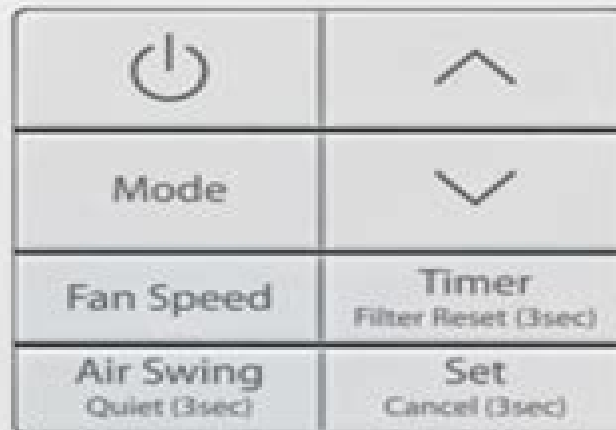 Mode
Fan Speed
Timer
Filter Reset (3sec)
Air Swing
Quiet (3sec)
Set
Cancel (3sec)